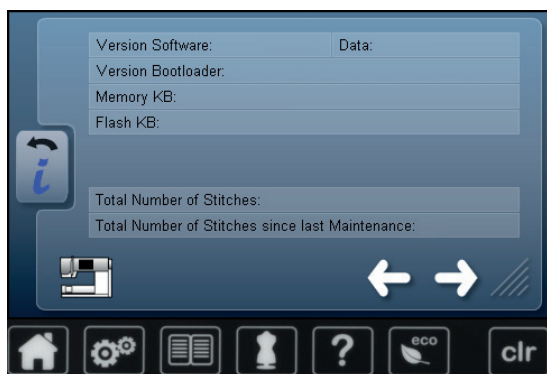 Version Software: Data:
Version Bootloader:
Memory KB:
Flash KB:
i
Total Number of Stitches:
Total Number of Stitches since last Maintenance:
?
eco
clr